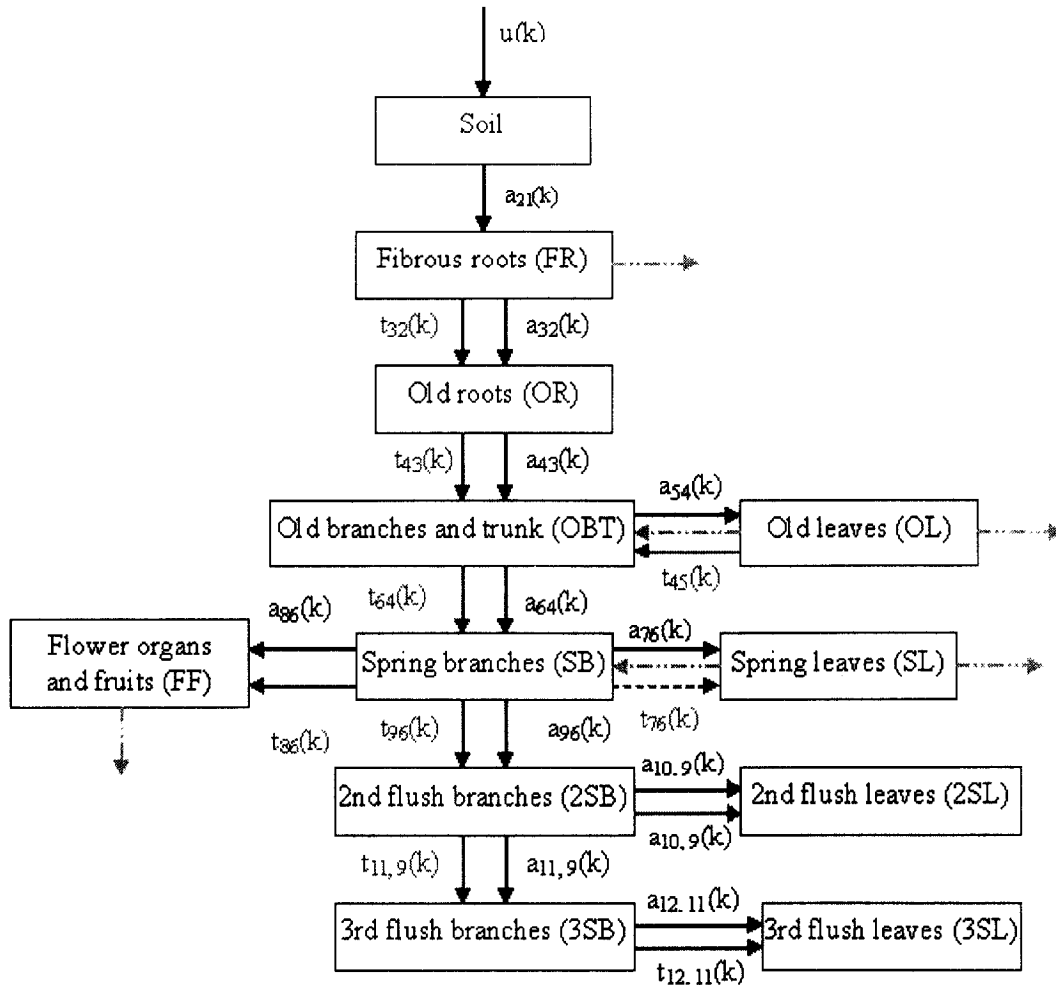 u(k)
Soil
a21(k)
Fibrous roots (FR)
t32(k) a32(k)
Old roots (OR)
t43(k) a43(k)
a54(k)
Old branches and trunk (OBT) Old leaves (OL)
t45(k)
t64(k) a64(k)
a86(k) a76(k)
Flower organs
and fruits (FF)
Spring branches (SB) Spring leaves (SL)
t86(k) t96(k) a96(k) t76(k)
a10,9(k)
2nd flush branches (2SB) 2nd flush leaves (2SL)
a10,9(k)
t11,9(k) a11,9(k)
a12,11(k)
3rd flush branches (3SB) 3rd flush leaves (3SL)
t12,11(k)